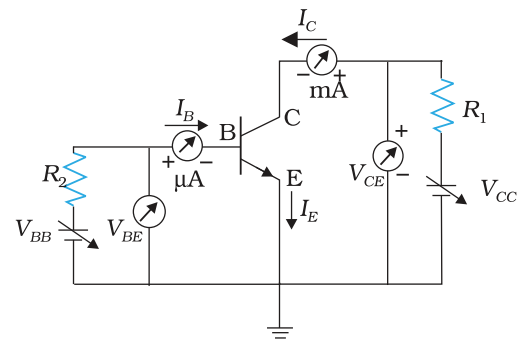 I_C
− +
mA
I_B
B
C
+ −
μA
R_2
R_1
+
V_CE
−
E
I_E
V_BB
V_BE
V_CC